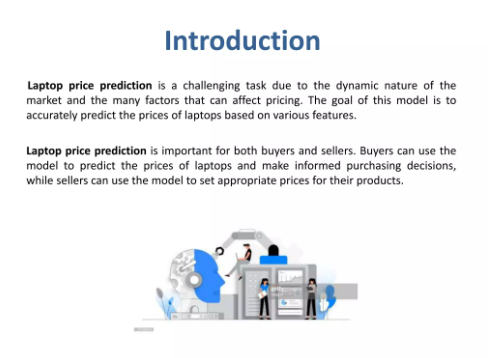 Introduction
Laptop price prediction is a challenging task due to the dynamic nature of the
market and the many factors that can affect pricing. The goal of this model is to
accurately predict the prices of laptops based on various features.
Laptop price prediction is important for both buyers and sellers. Buyers can use the
model to predict the prices of laptops and make informed purchasing decisions,
while sellers can use the model to set appropriate prices for their products.